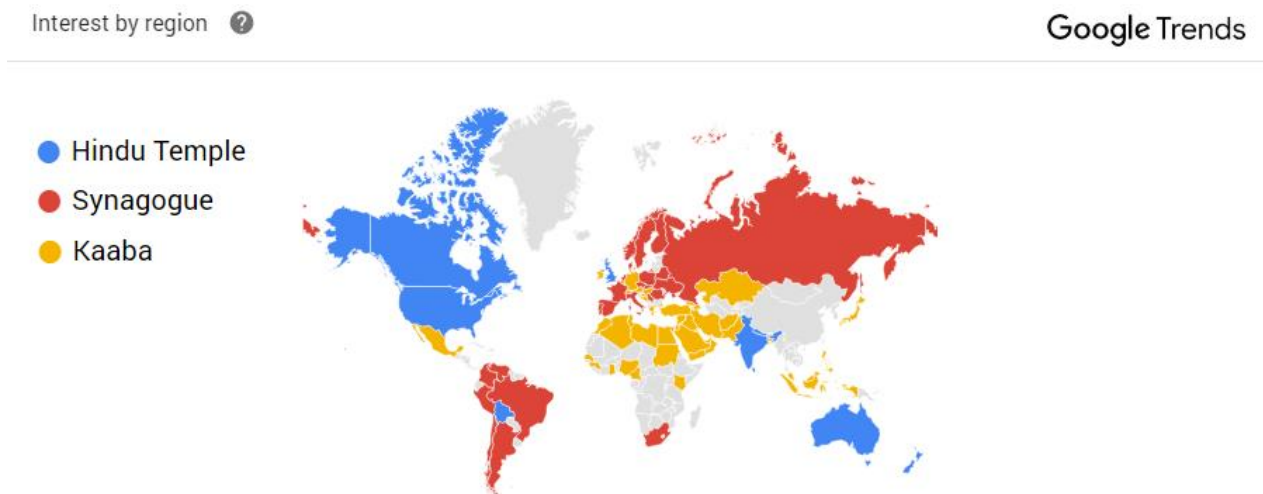 Interest by region ?
Google Trends
Hindu Temple
Synagogue
Kaaba